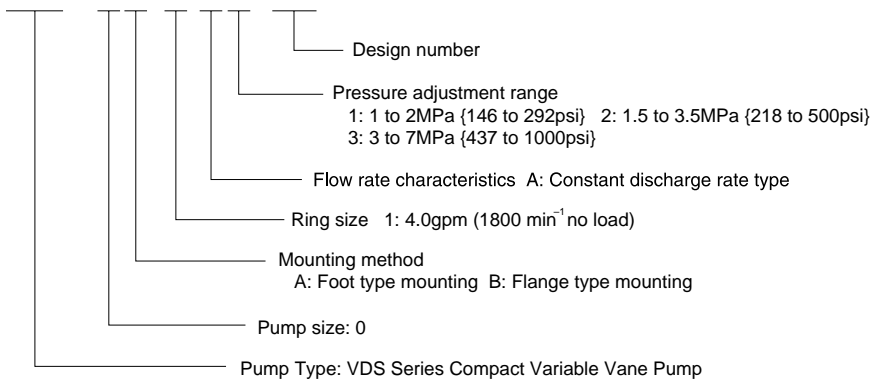 Design number
Pressure adjustment range
1: 1 to 2MPa {146 to 292psi} 2: 1.5 to 3.5MPa {218 to 500psi}
3: 3 to 7MPa {437 to 1000psi}
Flow rate characteristics A: Constant discharge rate type
Ring size 1: 4.0gpm (1800 min⁻¹ no load)
Mounting method
A: Foot type mounting B: Flange type mounting
Pump size: 0
Pump Type: VDS Series Compact Variable Vane Pump